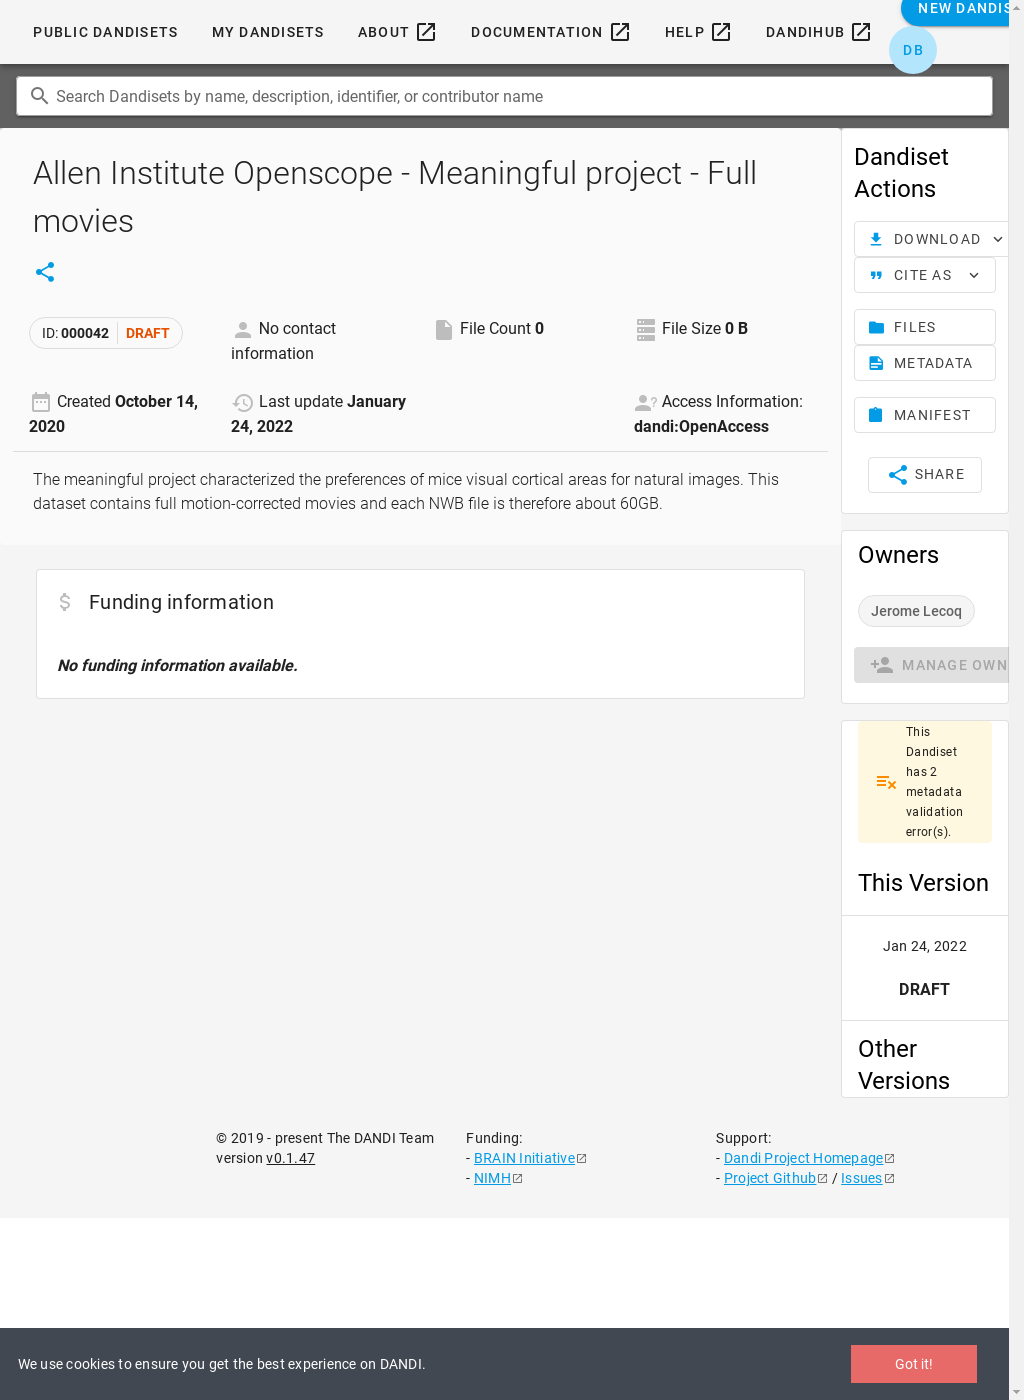 PUBLIC DANDISETS
MY DANDISETS
ABOUT
DOCUMENTATION
HELP
DANDIHUB
NEW DANDIS
DB
Search Dandisets by name, description, identifier, or contributor name
Allen Institute Openscope - Meaningful project - Full
movies
ID: 000042 DRAFT
No contact
information
File Count 0
File Size 0 B
Created October 14,
2020
Last update January
24, 2022
Access Information:
dandi:OpenAccess
The meaningful project characterized the preferences of mice visual cortical areas for natural images. This
dataset contains full motion-corrected movies and each NWB file is therefore about 60GB.
Funding information
No funding information available.
Dandiset
Actions
DOWNLOAD
CITE AS
FILES
METADATA
MANIFEST
SHARE
Owners
Jerome Lecoq
MANAGE OWN
This
Dandiset
has 2
metadata
validation
error(s).
This Version
Jan 24, 2022
DRAFT
Other
Versions
© 2019 - present The DANDI Team
version v0.1.47
Funding:
- BRAIN Initiative
- NIMH
Support:
- Dandi Project Homepage
- Project Github / Issues
We use cookies to ensure you get the best experience on DANDI.
Got it!